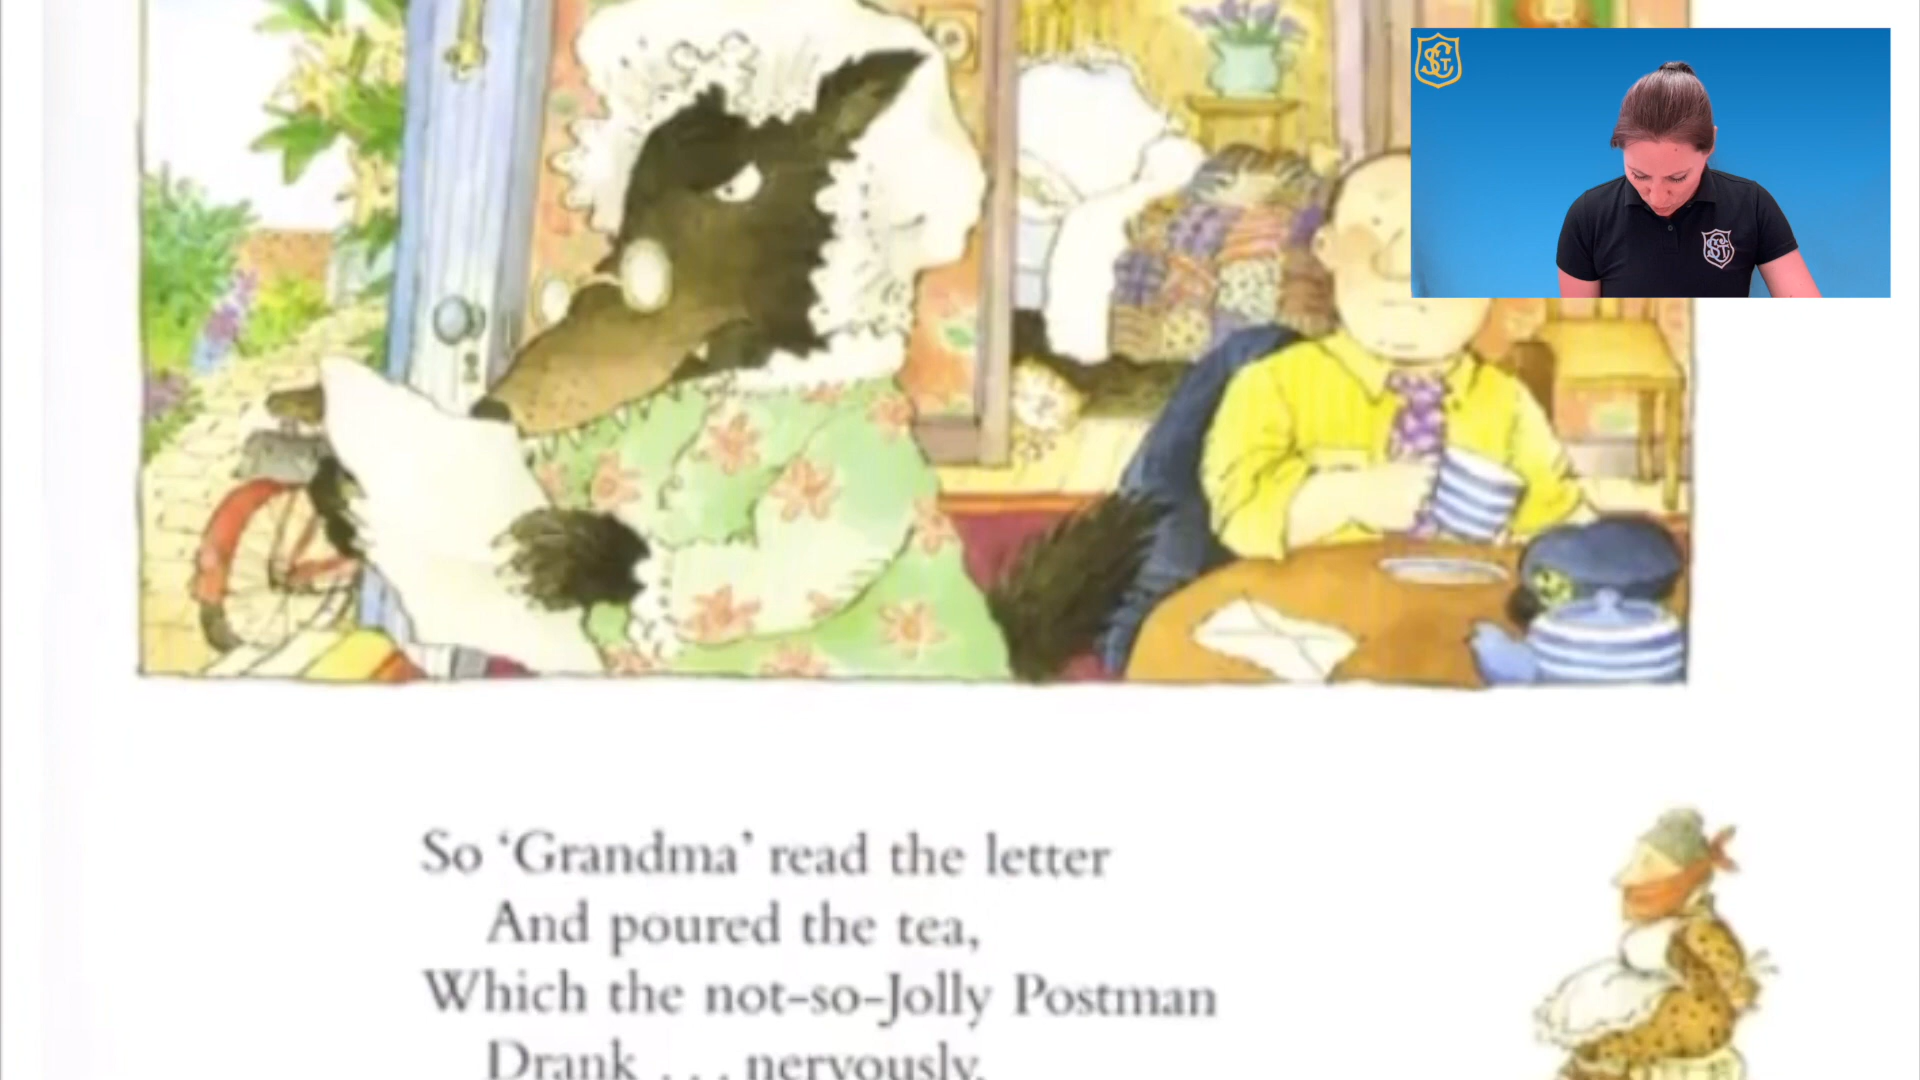 So ‘Grandma’ read the letter
And poured the tea,
Which the not-so-Jolly Postman
Drank . . . nervously.